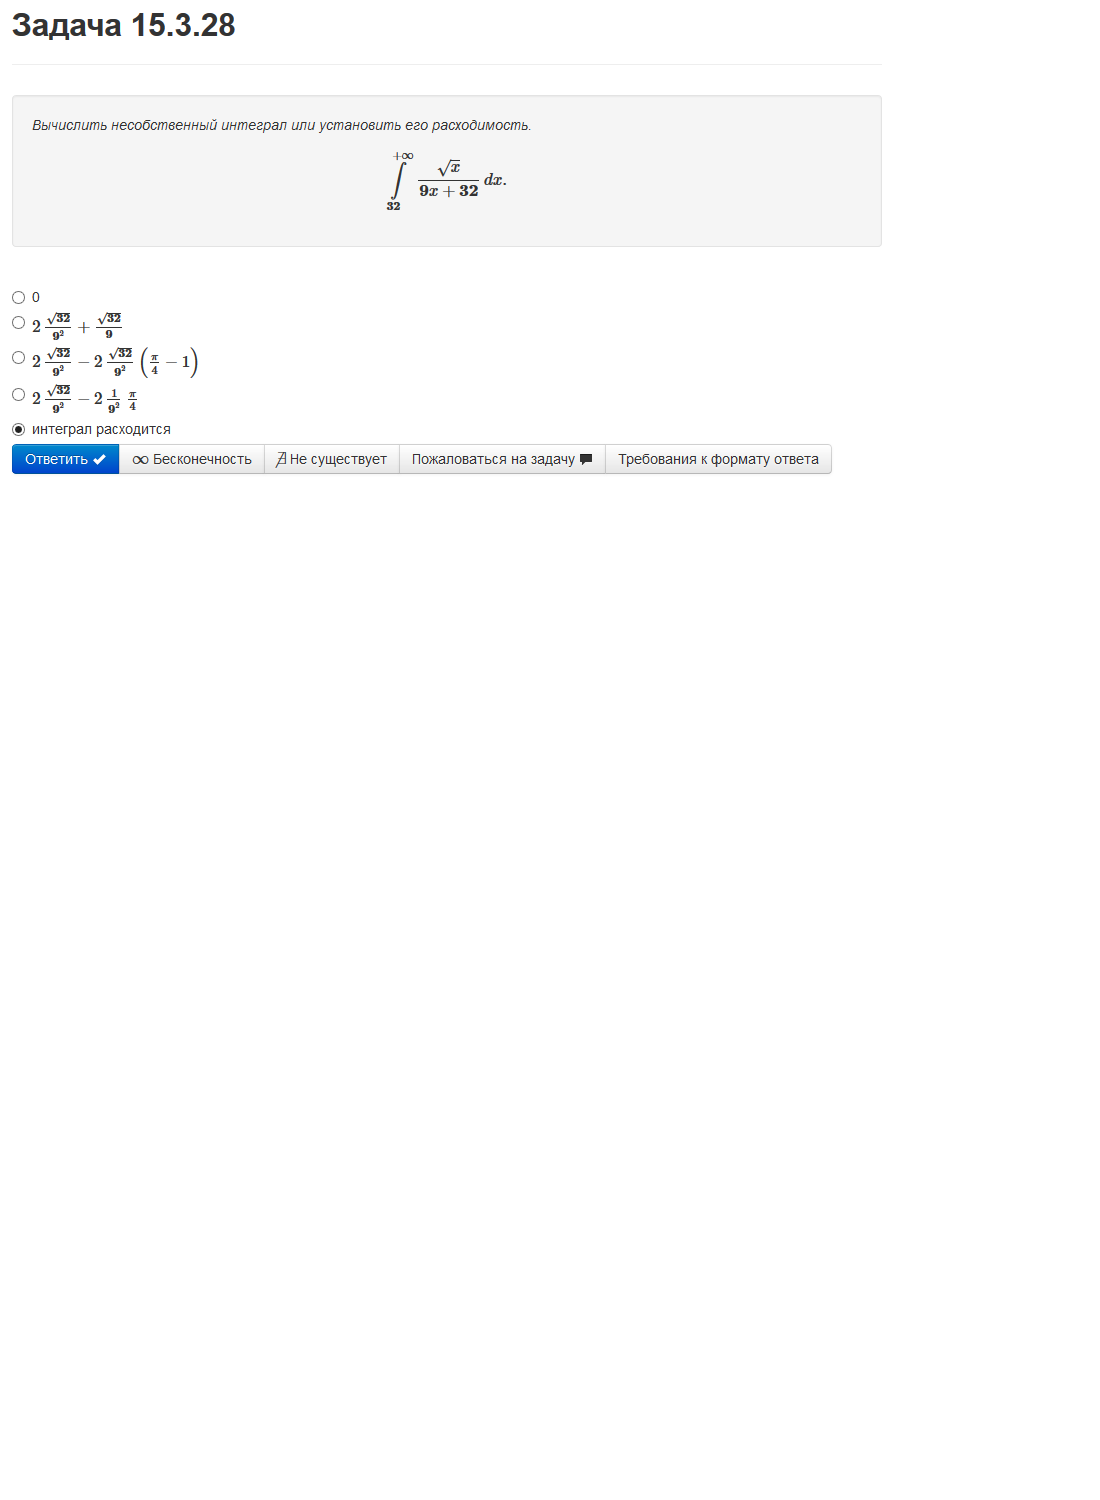 Задача 15.3.28
Вычислить несобственный интеграл или установить его расходимость.
$$\int\limits_{32}^{+\infty} \frac{\sqrt{x}}{9x+32}\,dx.$$
0
$2\frac{\sqrt{32}}{9^2}+\frac{\sqrt{32}}{9}$
$2\frac{\sqrt{32}}{9^2}-2\frac{\sqrt{32}}{9^2}\left(\frac{\pi}{4}-1\right)$
$2\frac{\sqrt{32}}{9^2}-2\frac{1}{9^2}\frac{\pi}{4}$
интеграл расходится
Ответить ∞ Бесконечность ∄ Не существует Пожаловаться на задачу Требования к формату ответа